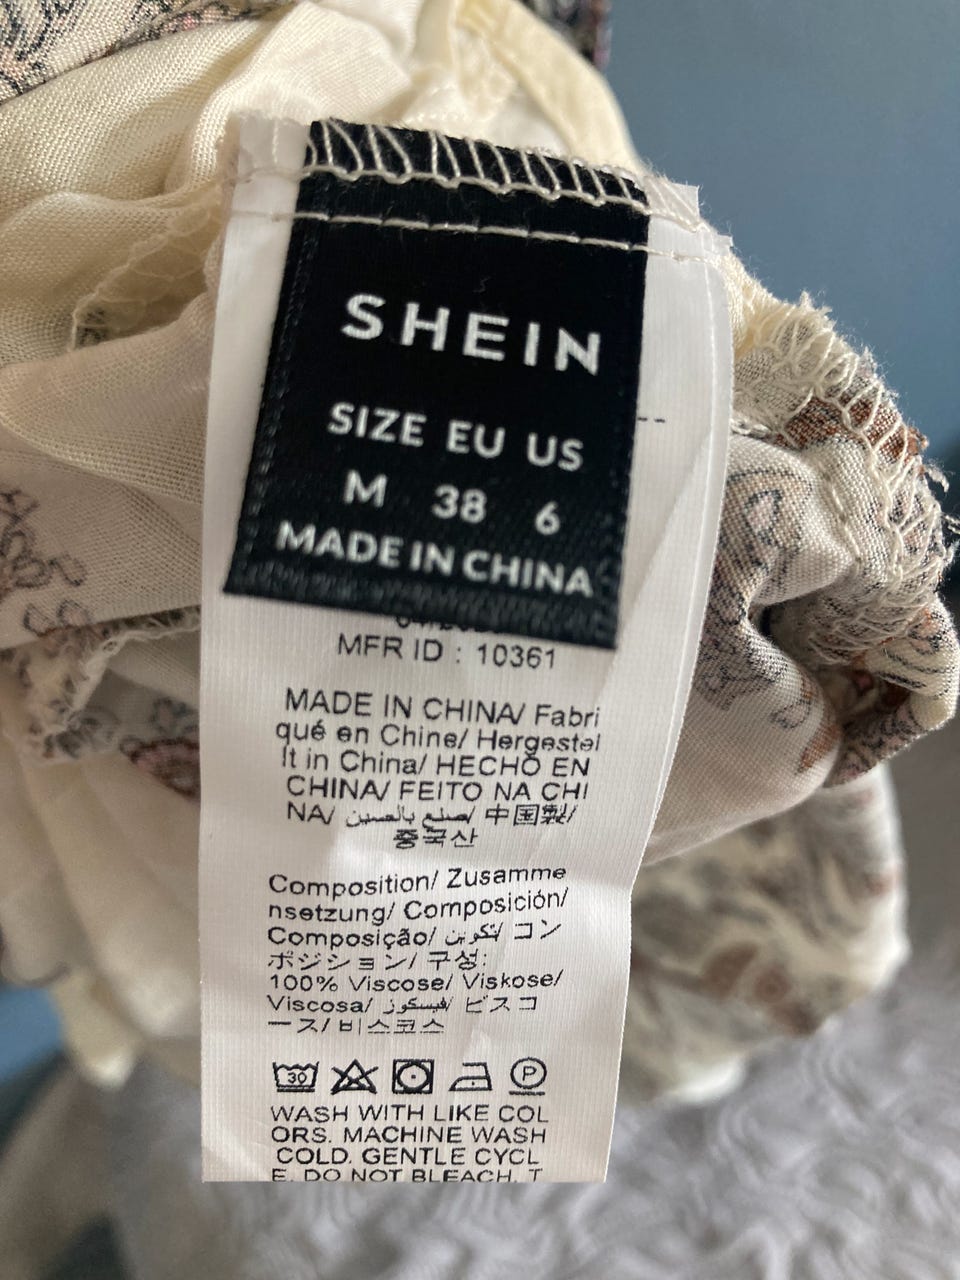 SHEIN
SIZE EU US
M 38 6
MADE IN CHINA
MFR ID : 10361
MADE IN CHINA/ Fabri
qué en Chine/ Hergestel
lt in China/ HECHO EN
CHINA/ FEITO NA CHI
NA/ صنع بالصين/ 中国製/
중국산
Composition/ Zusamme
nsetzung/ Composición/
Composição/ تكوين/ コン
ポジション/ 구성:
100% Viscose/ Viskose/
Viscosa/ فيسكوز/ ビスコ
ース/ 비스코스
30
P
WASH WITH LIKE COL
ORS. MACHINE WASH
COLD. GENTLE CYCL
E. DO NOT BLEACH. T